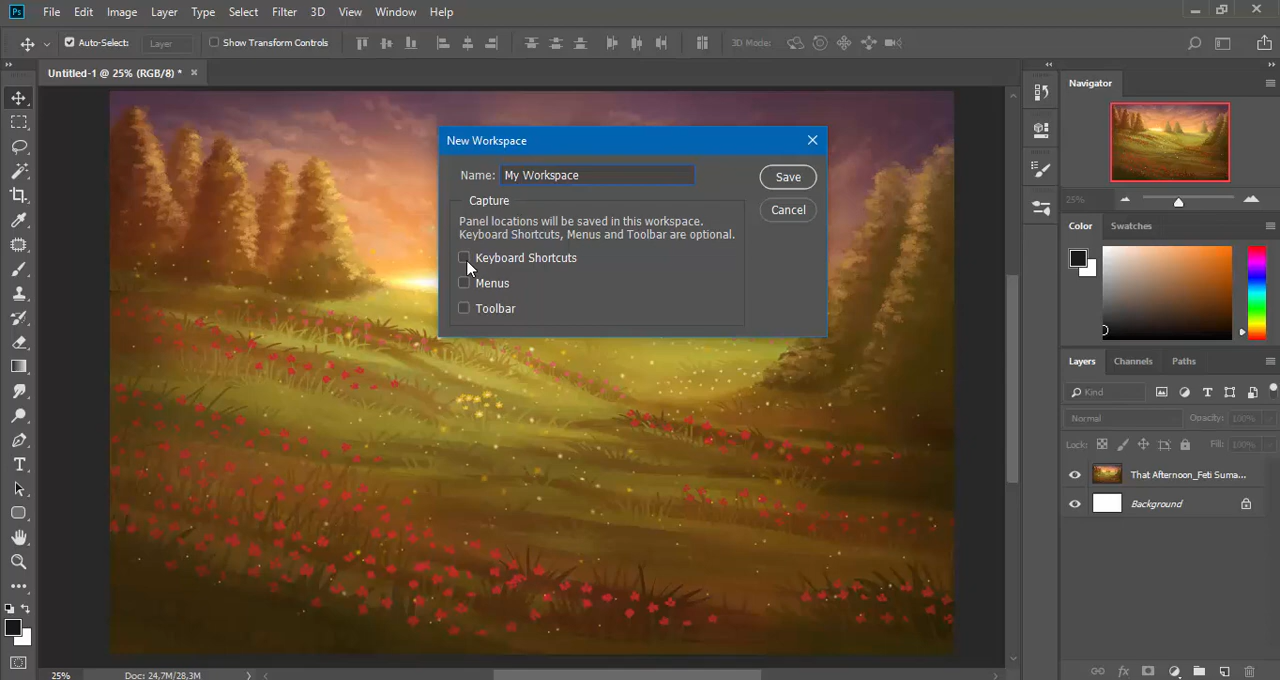 Ps File Edit Image Layer Type Select Filter 3D View Window Help
Auto-Select: Layer Show Transform Controls 3D Mode:
Untitled-1 @ 25% (RGB/8) *
Navigator
25%
Color Swatches
New Workspace
Name: My Workspace
Save
Cancel
Capture
Panel locations will be saved in this workspace.
Keyboard Shortcuts, Menus and Toolbar are optional.
Keyboard Shortcuts
Menus
Toolbar
Layers Channels Paths
Kind
Normal Opacity: 100%
Lock: Fill: 100%
That Afternoon_Feti Suma...
Background
25% Doc: 24,7M/28,3M